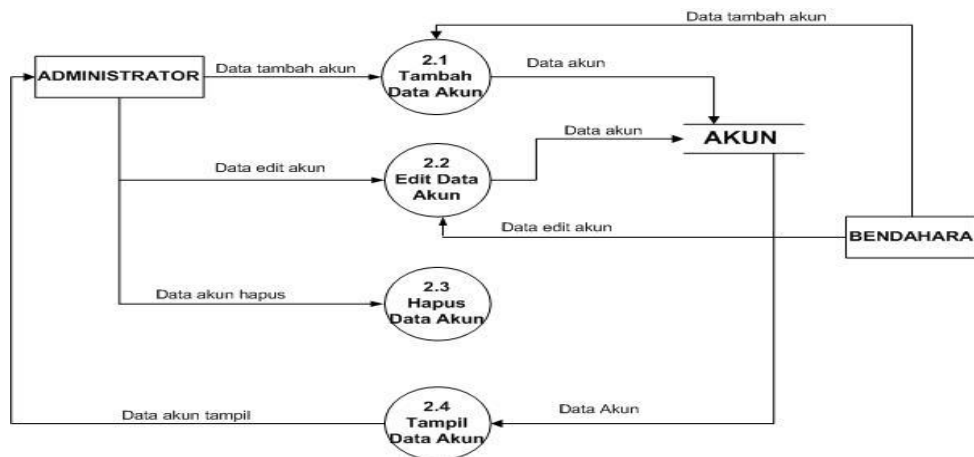 Data tambah akun
2.1
Tambah
Data Akun
ADMINISTRATOR
Data tambah akun
Data akun
Data akun
AKUN
2.2
Edit Data
Akun
Data edit akun
Data edit akun
BENDAHARA
2.3
Hapus
Data Akun
Data akun hapus
2.4
Tampil
Data Akun
Data akun tampil
Data Akun